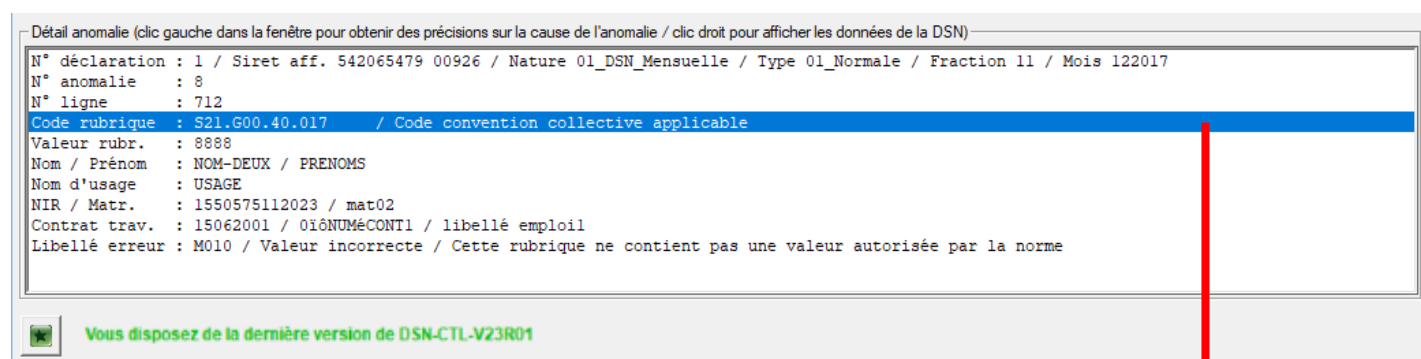 Détail anomalie (clic gauche dans la fenêtre pour obtenir des précisions sur la cause de l'anomalie / clic droit pour afficher les données de la DSN)
N° déclaration : 1 / Siret aff. 542065479 00926 / Nature 01_DSN_Mensuelle / Type 01_Normale / Fraction 11 / Mois 122017
N° anomalie : 8
N° ligne : 712
Code rubrique : S21.G00.40.017 / Code convention collective applicable
Valeur rubr. : 8888
Nom / Prénom : NOM-DEUX / PRENOMS
Nom d'usage : USAGE
NIR / Matr. : 1550575112023 / mat02
Contrat trav. : 15062001 / 0ïôNUMéCONT1 / libellé emploi1
Libellé erreur : M010 / Valeur incorrecte / Cette rubrique ne contient pas une valeur autorisée par la norme
Vous disposez de la dernière version de DSN-CTL-V23R01